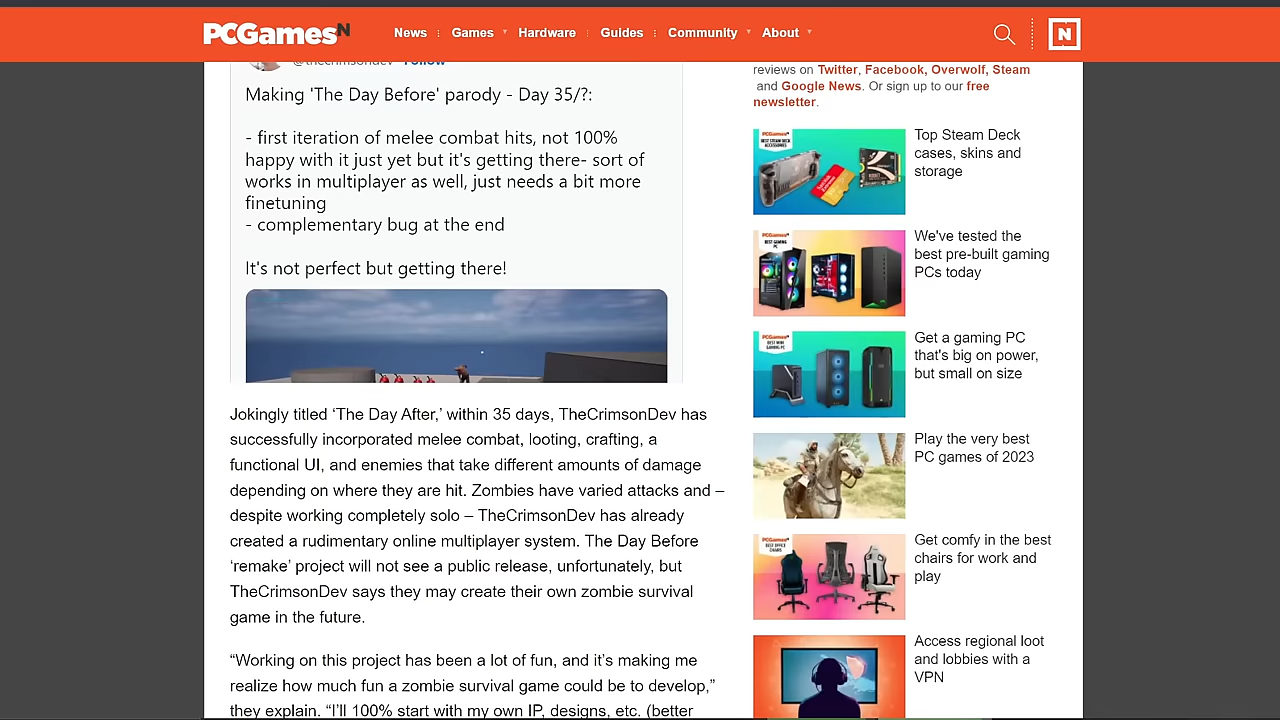 PCGamesN
News
Games
Hardware
Guides
Community
About
N
Making 'The Day Before' parody - Day 35/?:
- first iteration of melee combat hits, not 100%
happy with it just yet but it's getting there- sort of
works in multiplayer as well, just needs a bit more
finetuning
- complementary bug at the end
It's not perfect but getting there!
Jokingly titled ‘The Day After,’ within 35 days, TheCrimsonDev has
successfully incorporated melee combat, looting, crafting, a
functional UI, and enemies that take different amounts of damage
depending on where they are hit. Zombies have varied attacks and –
despite working completely solo – TheCrimsonDev has already
created a rudimentary online multiplayer system. The Day Before
‘remake’ project will not see a public release, unfortunately, but
TheCrimsonDev says they may create their own zombie survival
game in the future.
“Working on this project has been a lot of fun, and it’s making me
realize how much fun a zombie survival game could be to develop,”
they explain. “I’ll 100% start with my own IP, designs, etc. (better
reviews on Twitter, Facebook, Overwolf, Steam
and Google News. Or sign up to our free
newsletter.
Top Steam Deck
cases, skins and
storage
We've tested the
best pre-built gaming
PCs today
Get a gaming PC
that's big on power,
but small on size
Play the very best
PC games of 2023
Get comfy in the best
chairs for work and
play
Access regional loot
and lobbies with a
VPN